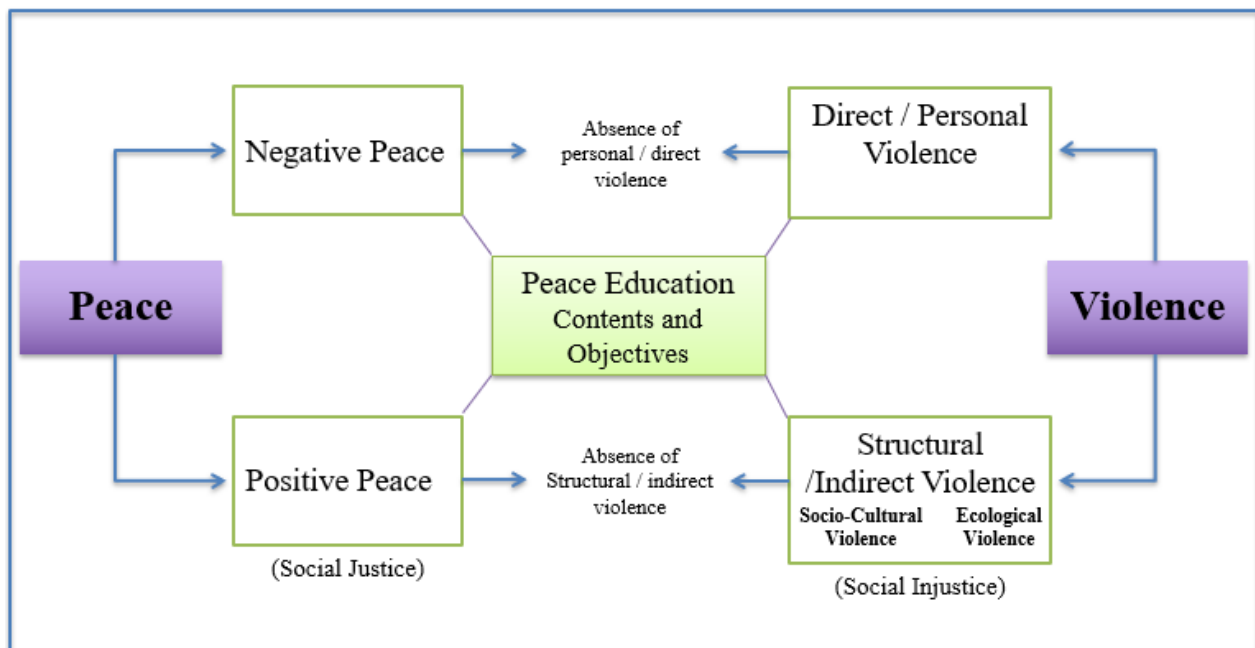 Negative Peace
Absence of
personal / direct
violence
Direct / Personal
Violence
Peace
Peace Education
Contents and
Objectives
Violence
Positive Peace
(Social Justice)
Absence of
Structural / indirect
violence
Structural
/Indirect Violence
Socio-Cultural
Violence
Ecological
Violence
(Social Injustice)